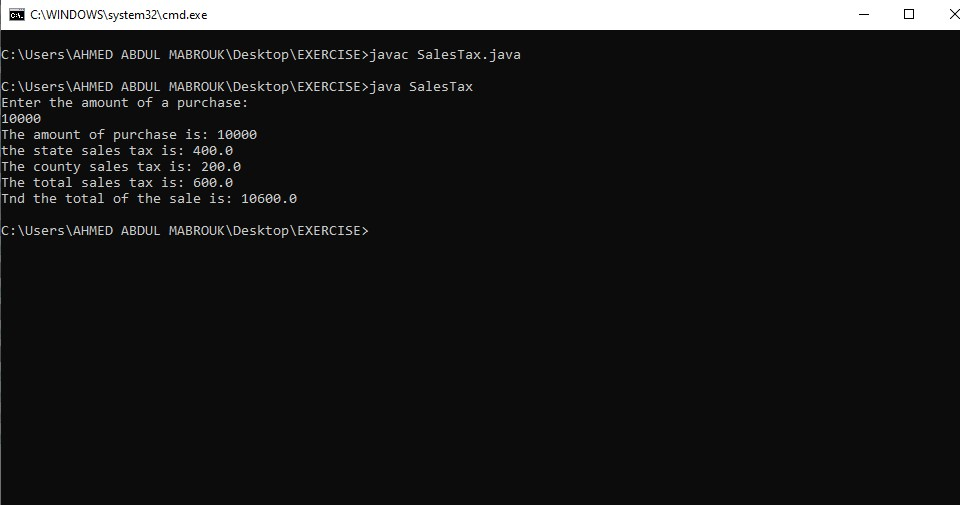 C:\WINDOWS\system32\cmd.exe
C:\Users\AHMED ABDUL MABROUK\Desktop\EXERCISE>javac SalesTax.java
C:\Users\AHMED ABDUL MABROUK\Desktop\EXERCISE>java SalesTax
Enter the amount of a purchase:
10000
The amount of purchase is: 10000
the state sales tax is: 400.0
The county sales tax is: 200.0
The total sales tax is: 600.0
Tnd the total of the sale is: 10600.0
C:\Users\AHMED ABDUL MABROUK\Desktop\EXERCISE>